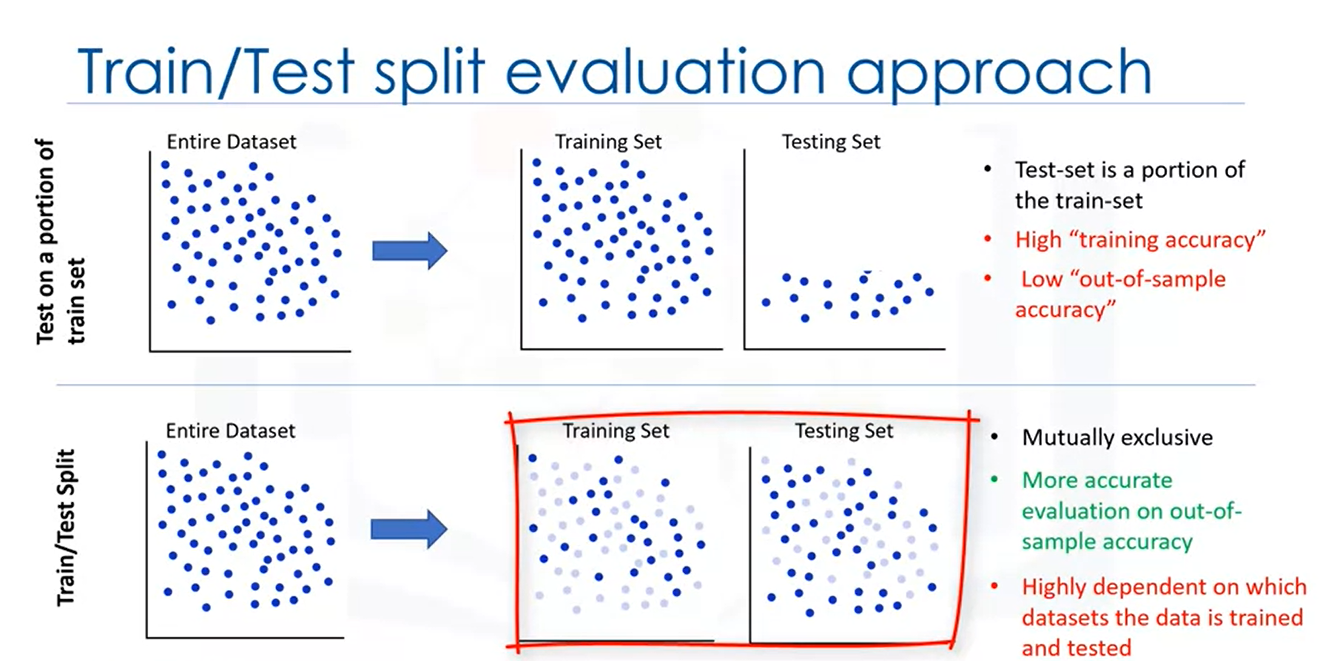 Train/Test split evaluation approach
Test on a portion of
train set
Entire Dataset
Training Set
Testing Set
• Test-set is a portion of
the train-set
• High “training accuracy”
• Low “out-of-sample
accuracy”
Train/Test Split
Entire Dataset
Training Set
Testing Set
• Mutually exclusive
• More accurate
evaluation on out-of-
sample accuracy
• Highly dependent on which
datasets the data is trained
and tested